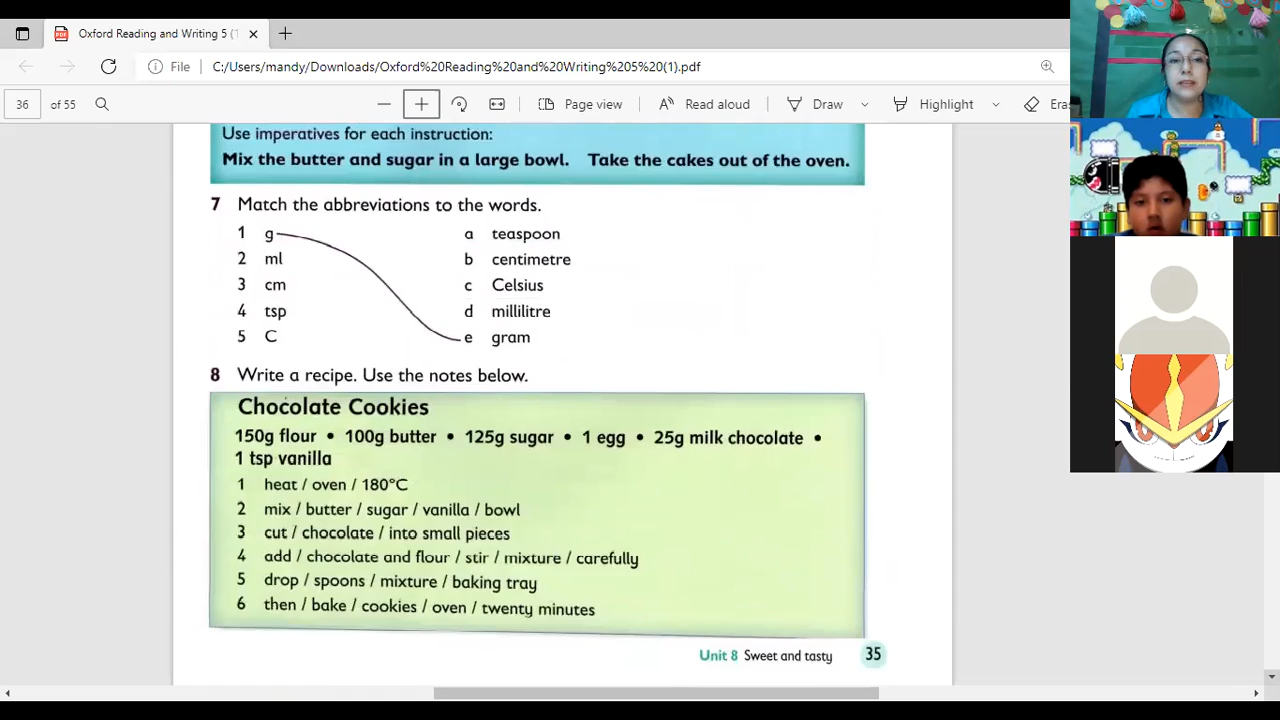 Oxford Reading and Writing 5 (1
File C:/Users/mandy/Downloads/Oxford%20Reading%20and%20Writing%205%20(1).pdf
36 of 55 Page view Read aloud Draw Highlight Era
Use imperatives for each instruction:
Mix the butter and sugar in a large bowl. Take the cakes out of the oven.
7 Match the abbreviations to the words.
1 g a teaspoon
2 ml b centimetre
3 cm c Celsius
4 tsp d millilitre
5 C e gram
8 Write a recipe. Use the notes below.
Chocolate Cookies
150g flour • 100g butter • 125g sugar • 1 egg • 25g milk chocolate •
1 tsp vanilla
1 heat / oven / 180°C
2 mix / butter / sugar / vanilla / bowl
3 cut / chocolate / into small pieces
4 add / chocolate and flour / stir / mixture / carefully
5 drop / spoons / mixture / baking tray
6 then / bake / cookies / oven / twenty minutes
Unit 8 Sweet and tasty 35